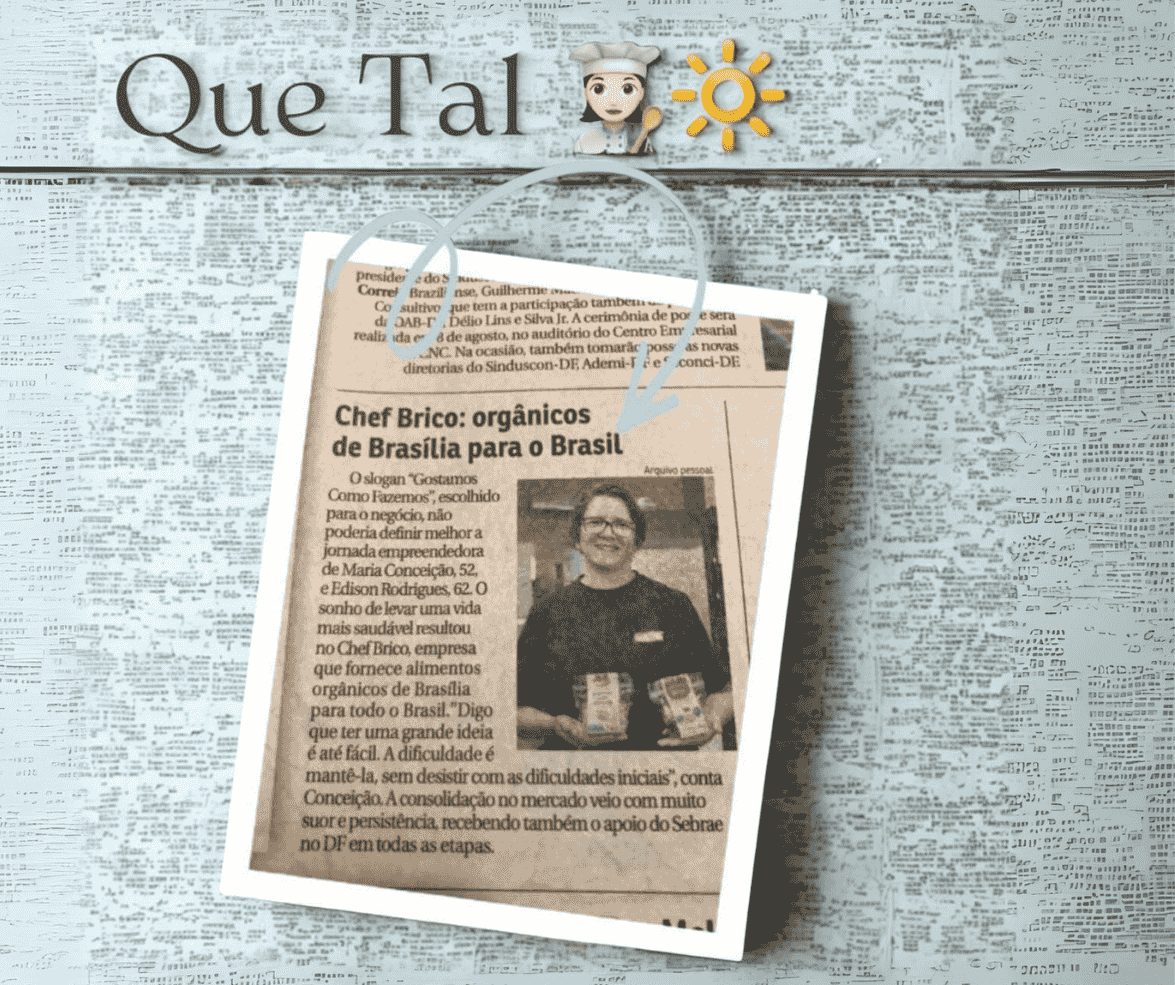 Que Tal
presidente do
Correio Braziliense, Guilherme
Consultivo que tem a participação também
da OAB-DF, Délio Lins e Silva Jr. A cerimônia de posse sera
realizada em 8 de agosto, no auditório do Centro Empresarial
CNC. Na ocasião, também tomarão posse as novas
diretorias do Sinduscon-DF, Ademi-DF e Seconci-DF.
Chef Brico: orgânicos
de Brasília para o Brasil
Arquivo pessoal
O slogan “Gostamos
Como Fazemos”, escolhido
para o negócio, não
poderia definir melhor a
jornada empreendedora
de Maria Conceição, 52,
e Edison Rodrigues, 62. O
sonho de levar uma vida
mais saudável resultou
no Chef Brico, empresa
que fornece alimentos
orgânicos de Brasília
para todo o Brasil. “Digo
que ter uma grande ideia
é até fácil. A dificuldade é
mantê-la, sem desistir com as dificuldades iniciais”, conta
Conceição. A consolidação no mercado veio com muito
suor e persistência, recebendo também o apoio do Sebrae
no DF em todas as etapas.